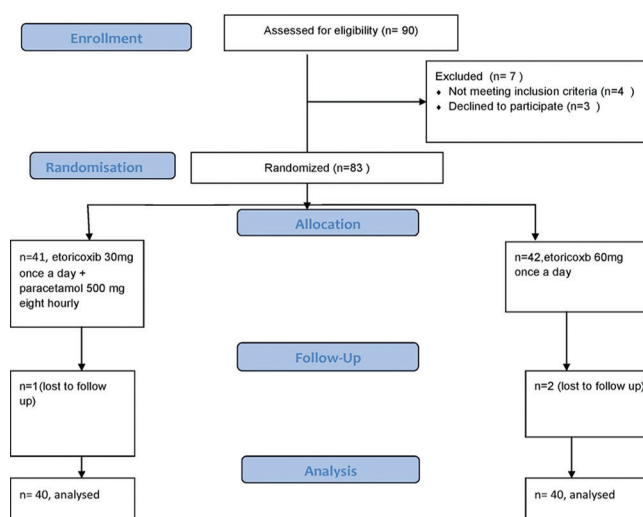 Enrollment
Assessed for eligibility (n= 90)
Excluded (n= 7)
♦ Not meeting inclusion criteria (n=4 )
♦ Declined to participate (n=3 )
Randomisation
Randomized (n=83 )
Allocation
n=41, etoricoxib 30mg
once a day +
paracetamol 500 mg
eight hourly
n=42,etoricoxb 60mg
once a day
Follow-Up
n=1(lost to follow
up)
n=2 (lost to follow up)
Analysis
n= 40, analysed
n= 40, analysed